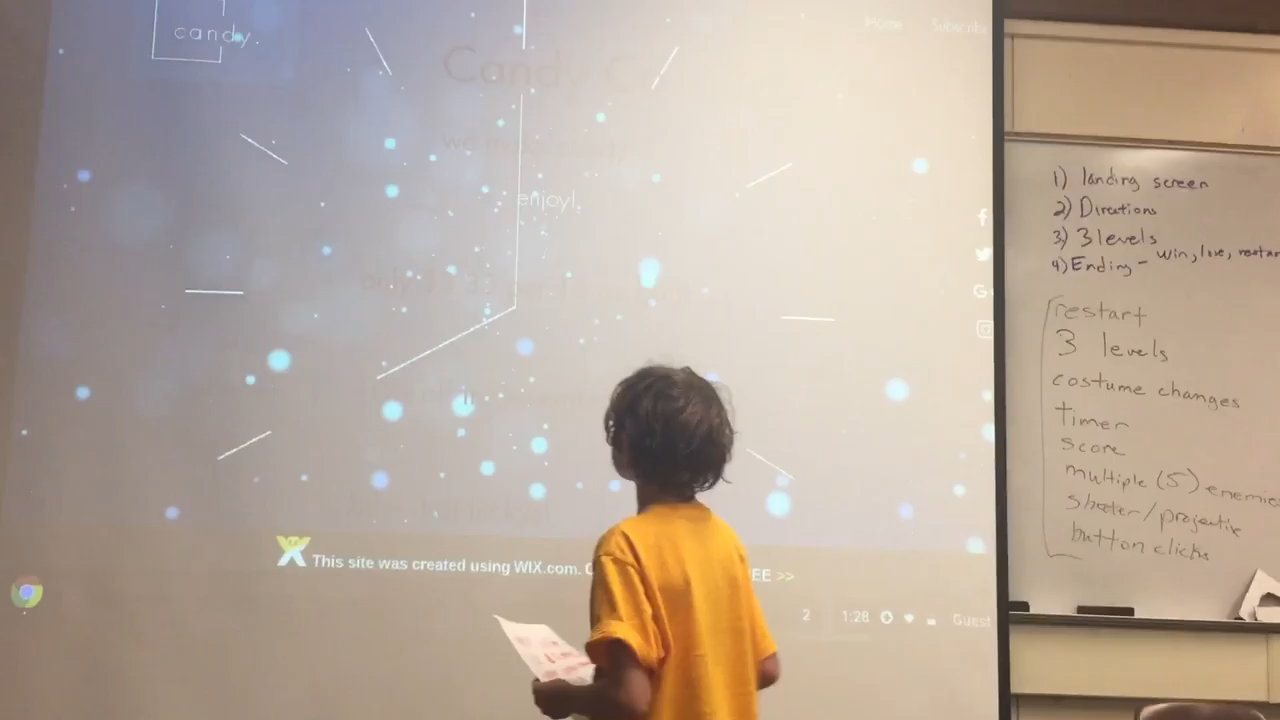 candy.
Home Subscribe
Candy
enjoy!
This site was created using WIX.com.
EE >>
2 1:28 Guest
1) landing screen
2) Directions
3) 3 levels
4) Ending - win, lose, restar
restart
3 levels
costume changes
timer
score
multiple (5) enemies
shooter / projectile
button clicks